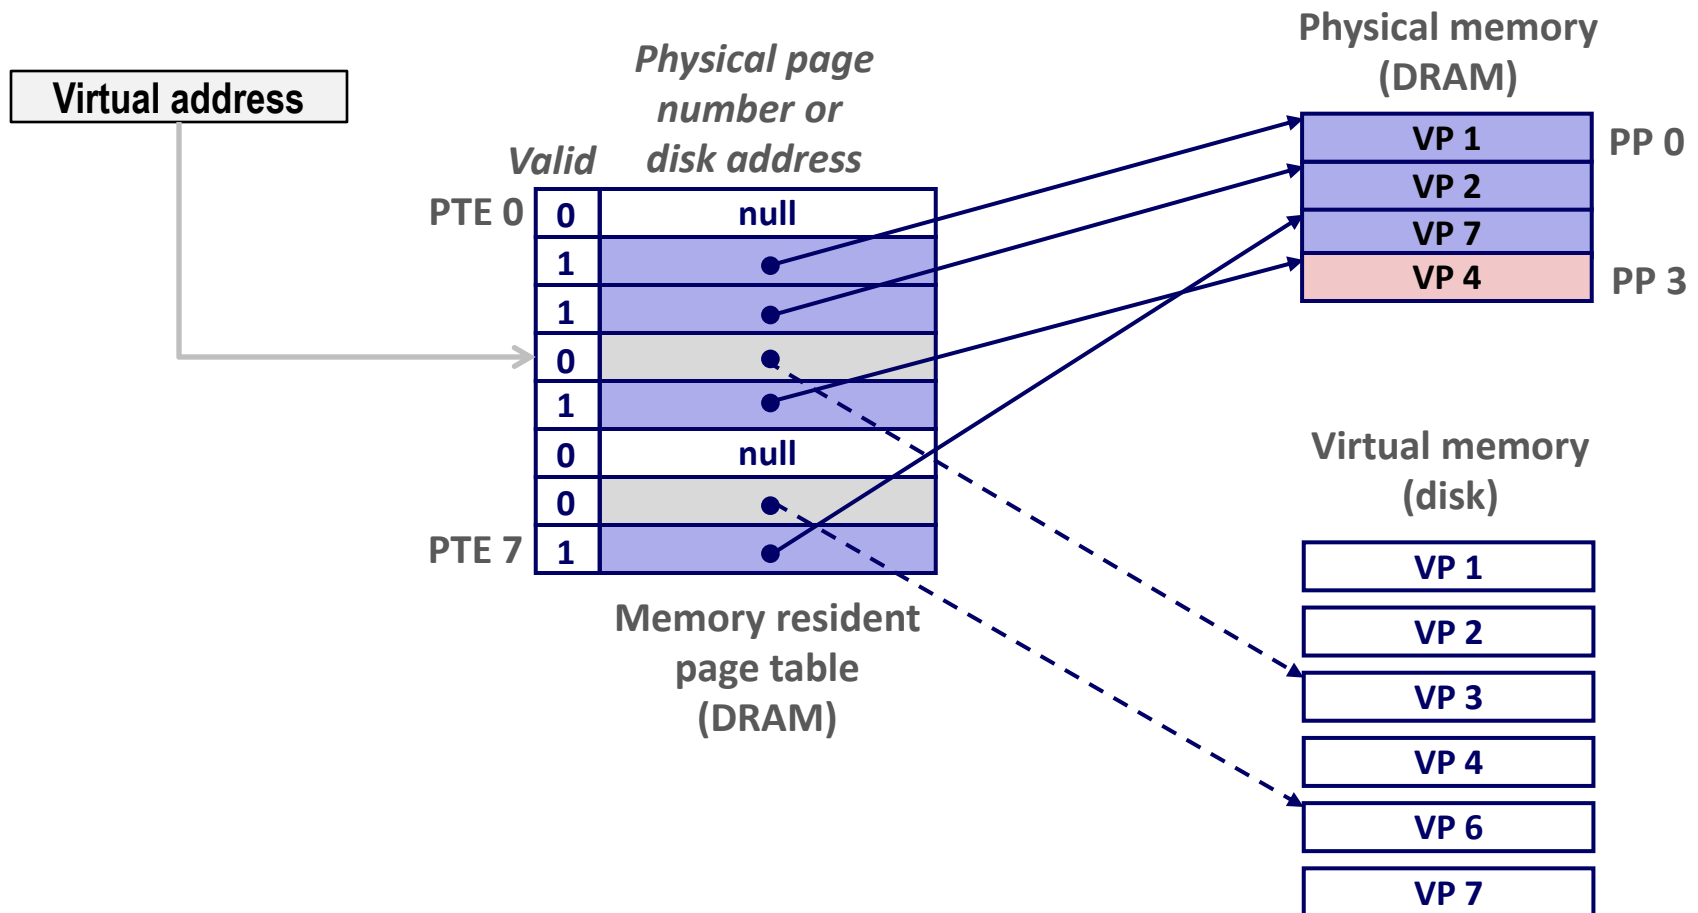 Virtual address
Physical page
number or
disk address
Valid
PTE 0
0
null
1
1
0
1
0
null
0
PTE 7
1
Memory resident
page table
(DRAM)
Physical memory
(DRAM)
VP 1
PP 0
VP 2
VP 7
VP 4
PP 3
Virtual memory
(disk)
VP 1
VP 2
VP 3
VP 4
VP 6
VP 7